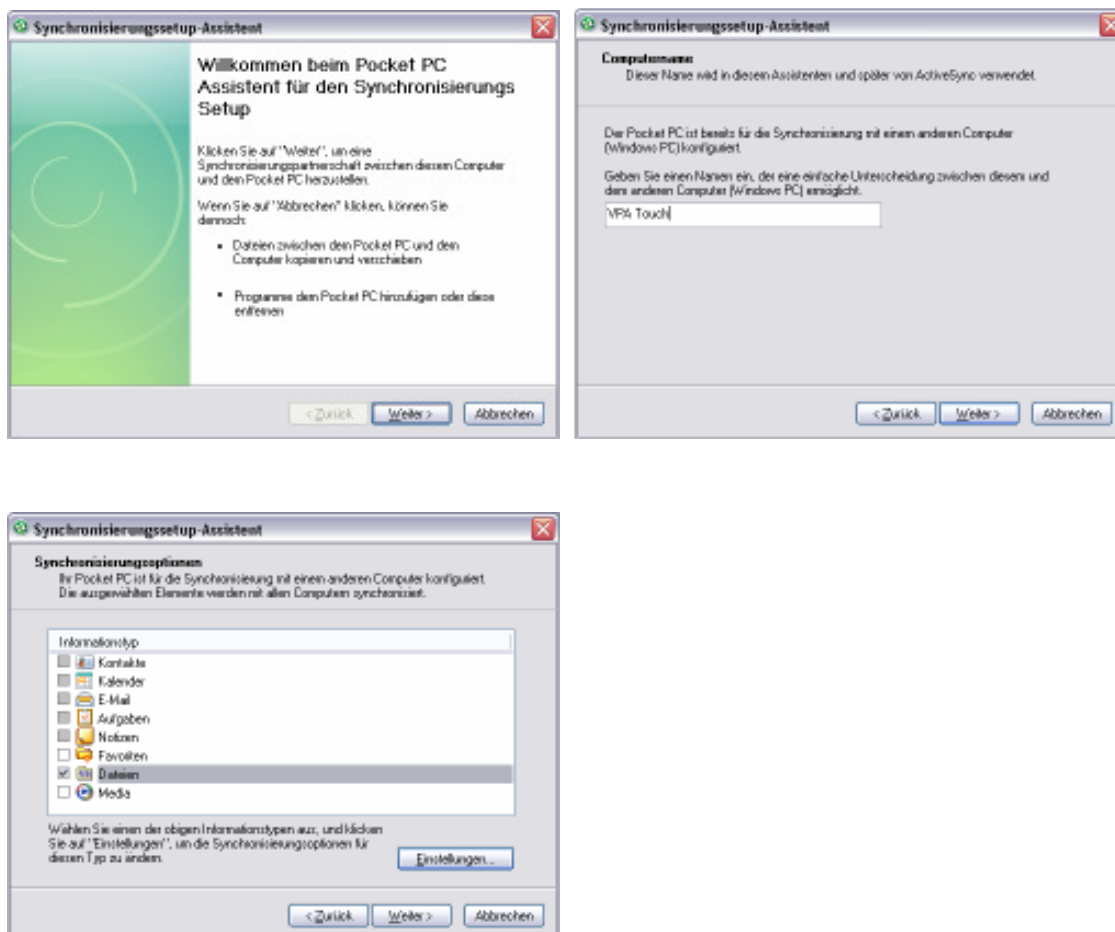 Synchronisierungssetup-Assistent
Willkommen beim Pocket PC
Assistent für den Synchronisierungs
Setup
Klicken Sie auf "Weiter", um eine
Synchronisierungspartnerschaft zwischen diesem Computer
und dem Pocket PC herzustellen.
Wenn Sie auf "Abbrechen" klicken, können Sie
dennoch:
• Dateien zwischen dem Pocket PC und dem
Computer kopieren und verschieben
• Programme dem Pocket PC hinzufügen oder diese
entfernen
< Zurück Weiter > Abbrechen
Synchronisierungssetup-Assistent
Computername
Dieser Name wird in diesem Assistenten und später von ActiveSync verwendet.
Der Pocket PC ist bereits für die Synchronisierung mit einem anderen Computer
(Windows PC) konfiguriert.
Geben Sie einen Namen ein, der eine einfache Unterscheidung zwischen diesem und
dem anderen Computer (Windows PC) ermöglicht.
VPA Touch
< Zurück Weiter > Abbrechen
Synchronisierungssetup-Assistent
Synchronisierungsoptionen
Ihr Pocket PC ist für die Synchronisierung mit einem anderen Computer konfiguriert.
Die ausgewählten Elemente werden mit allen Computern synchronisiert.
Informationstyp
Kontakte
Kalender
E-Mail
Aufgaben
Notizen
Favoriten
Dateien
Media
Wählen Sie einen der obigen Informationstypen aus, und klicken
Sie auf "Einstellungen", um die Synchronisierungsoptionen für
diesen Typ zu ändern.
Einstellungen...
< Zurück Weiter > Abbrechen